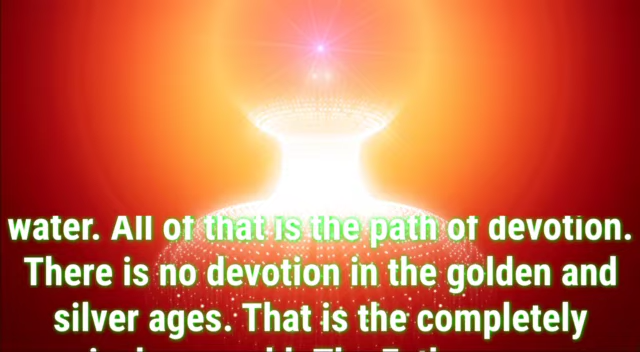 water. All of that is the path of devotion.
There is no devotion in the golden and
silver ages. That is the completely